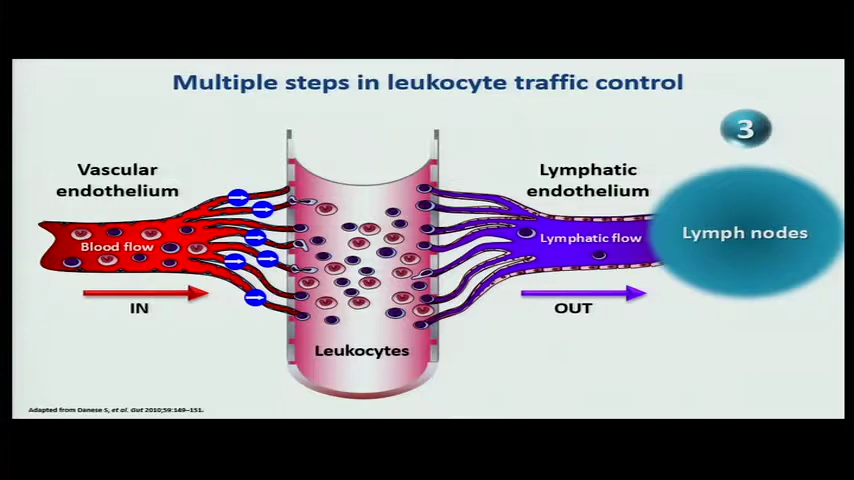 Multiple steps in leukocyte traffic control
3
Vascular
endothelium
Lymphatic
endothelium
Blood flow
Lymphatic flow
Lymph nodes
IN
OUT
Leukocytes
Adapted from Danese S, et al. Gut 2010;59:149–151.